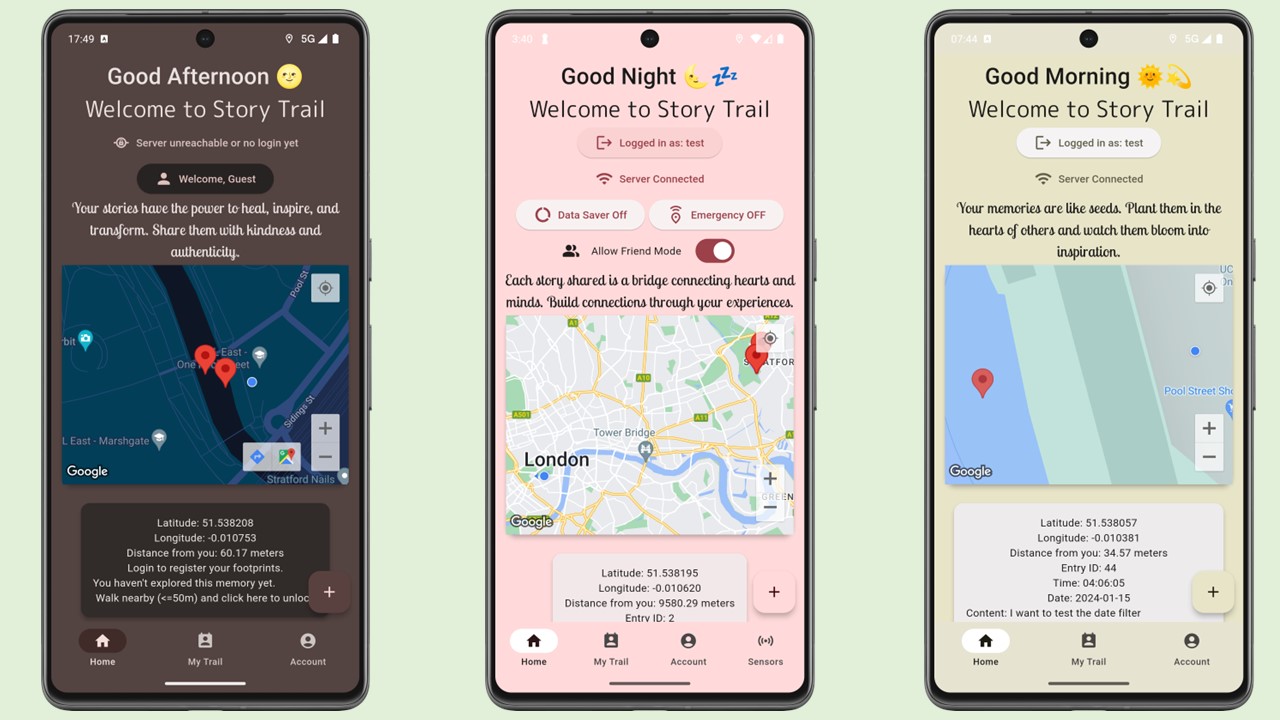 17:49
5G
Good Afternoon 🌝
Welcome to Story Trail
Server unreachable or no login yet
Welcome, Guest
Your stories have the power to heal, inspire, and
transform. Share them with kindness and
authenticity.
Pool St
East -
One
Sidings St
East - Marshgate
Google
Stratford Nails
Latitude: 51.538208
Longitude: -0.010753
Distance from you: 60.17 meters
Login to register your footprints.
You haven't explored this memory yet.
Walk nearby (<=50m) and click here to
+
Home
My Trail
Account
3:40
Good Night 🌜💤
Welcome to Story Trail
Logged in as: test
Server Connected
Data Saver Off
Emergency OFF
Allow Friend Mode
Each story shared is a bridge connecting hearts and
minds. Build connections through your experiences.
A1
A10
A501
A11
Tower Bridge
London
Google
Latitude: 51.538195
Longitude: -0.010620
Distance from you: 9580.29 meters
Entry ID: 2
+
Home
My Trail
Account
Sensors
07:44
5G
Good Morning 🌞💫
Welcome to Story Trail
Logged in as: test
Server Connected
Your memories are like seeds. Plant them in the
hearts of others and watch them bloom into
inspiration.
Pool Street
Google
Latitude: 51.538057
Longitude: -0.010381
Distance from you: 34.57 meters
Entry ID: 44
Time: 04:06:05
Date: 2024-01-15
Content: I want to test the date filter
+
Home
My Trail
Account